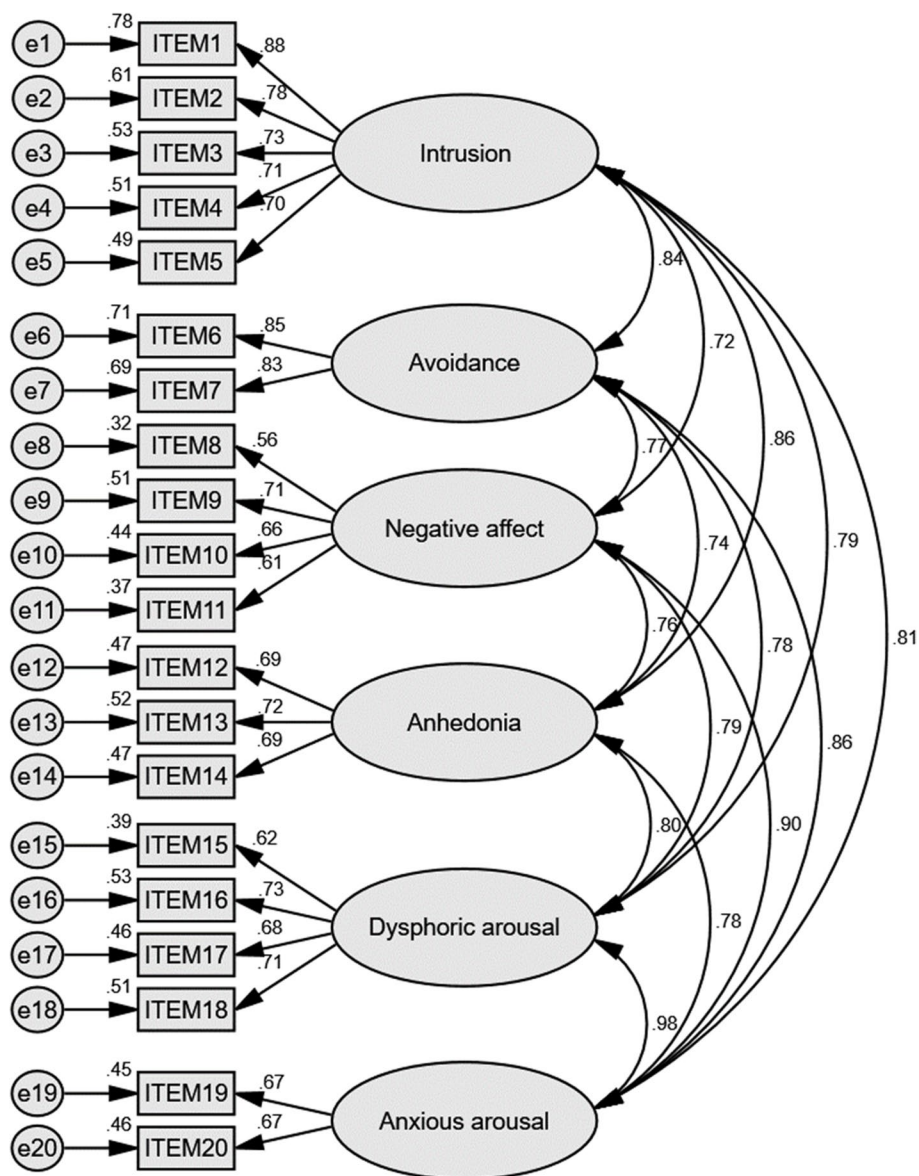 .78
e1 ITEM1 .88
.61
e2 ITEM2 .78
.53
e3 ITEM3 .73
Intrusion
.51
e4 ITEM4 .71
.49
e5 ITEM5 .70
.84
.72
.71
e6 ITEM6 .85
Avoidance
.69
e7 ITEM7 .83
.86
.77
.32
e8 ITEM8 .56
.51
e9 ITEM9 .71
Negative affect
.44
e10 ITEM10 .66
.74
.79
.37
e11 ITEM11 .61
.76
.78
.81
.47
e12 ITEM12 .69
.52
e13 ITEM13 .72
Anhedonia
.79
.86
.47
e14 ITEM14 .69
.80
.90
.39
e15 ITEM15 .62
.53
e16 ITEM16 .73
Dysphoric arousal
.78
.46
e17 ITEM17 .68
.51
e18 ITEM18 .71
.98
.45
e19 ITEM19 .67
Anxious arousal
.46
e20 ITEM20 .67